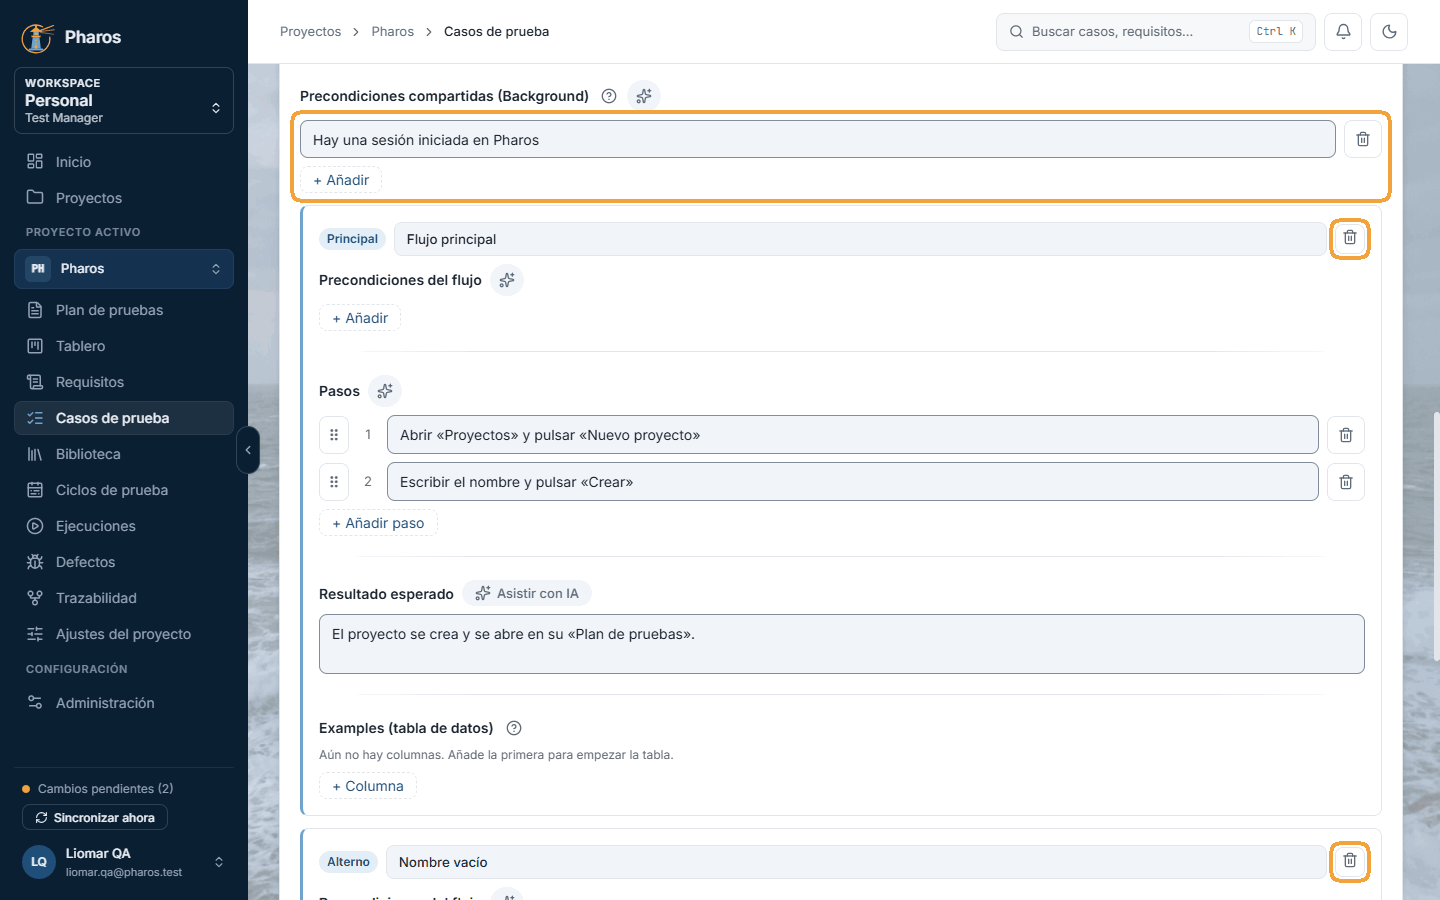 Pharos
WORKSPACE
Personal
Test Manager
Inicio
Proyectos
PROYECTO ACTIVO
PH Pharos
Plan de pruebas
Tablero
Requisitos
Casos de prueba
Biblioteca
Ciclos de prueba
Ejecuciones
Defectos
Trazabilidad
Ajustes del proyecto
CONFIGURACIÓN
Administración
Cambios pendientes (2)
Sincronizar ahora
LQ
Liomar QA
liomar.qa@pharos.test
Proyectos > Pharos > Casos de prueba
Buscar casos, requisitos... Ctrl K
Precondiciones compartidas (Background)
Hay una sesión iniciada en Pharos
+ Añadir
Principal Flujo principal
Precondiciones del flujo
+ Añadir
Pasos
1 Abrir «Proyectos» y pulsar «Nuevo proyecto»
2 Escribir el nombre y pulsar «Crear»
+ Añadir paso
Resultado esperado Asistir con IA
El proyecto se crea y se abre en su «Plan de pruebas».
Examples (tabla de datos)
Aún no hay columnas. Añade la primera para empezar la tabla.
+ Columna
Alterno Nombre vacío